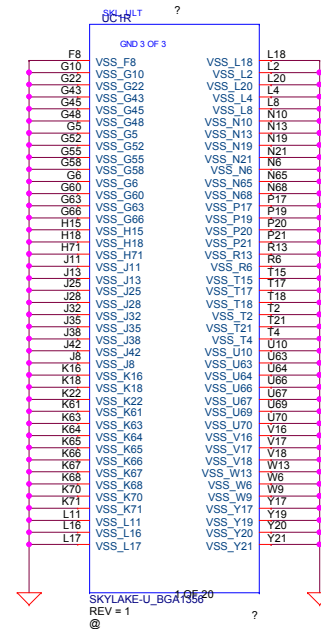 SKL_ULT ?
UC1R
GND 3 OF 3
F8 VSS_F8 VSS_L18 L18
G10 VSS_G10 VSS_L2 L2
G22 VSS_G22 VSS_L20 L20
G43 VSS_G43 VSS_L4 L4
G45 VSS_G45 VSS_L8 L8
G48 VSS_G48 VSS_N10 N10
G5 VSS_G5 VSS_N13 N13
G52 VSS_G52 VSS_N19 N19
G55 VSS_G55 VSS_N21 N21
G58 VSS_G58 VSS_N6 N6
G6 VSS_G6 VSS_N65 N65
G60 VSS_G60 VSS_N68 N68
G63 VSS_G63 VSS_P17 P17
G66 VSS_G66 VSS_P19 P19
H15 VSS_H15 VSS_P20 P20
H18 VSS_H18 VSS_P21 P21
H71 VSS_H71 VSS_R13 R13
J11 VSS_J11 VSS_R6 R6
J13 VSS_J13 VSS_T15 T15
J25 VSS_J25 VSS_T17 T17
J28 VSS_J28 VSS_T18 T18
J32 VSS_J32 VSS_T2 T2
J35 VSS_J35 VSS_T21 T21
J38 VSS_J38 VSS_T4 T4
J42 VSS_J42 VSS_U10 U10
J8 VSS_J8 VSS_U63 U63
K16 VSS_K16 VSS_U64 U64
K18 VSS_K18 VSS_U66 U66
K22 VSS_K22 VSS_U67 U67
K61 VSS_K61 VSS_U69 U69
K63 VSS_K63 VSS_U70 U70
K64 VSS_K64 VSS_V16 V16
K65 VSS_K65 VSS_V17 V17
K66 VSS_K66 VSS_V18 V18
K67 VSS_K67 VSS_W13 W13
K68 VSS_K68 VSS_W6 W6
K70 VSS_K70 VSS_W9 W9
K71 VSS_K71 VSS_Y17 Y17
L11 VSS_L11 VSS_Y19 Y19
L16 VSS_L16 VSS_Y20 Y20
L17 VSS_L17 VSS_Y21 Y21
1 OF 20
SKYLAKE-U_BGA1356
REV = 1 ?
@